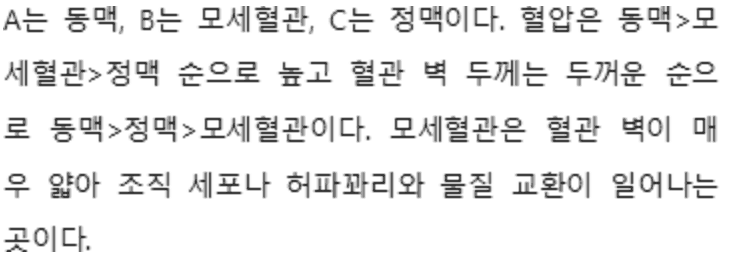 A는 동맥, B는 모세혈관, C는 정맥이다. 혈압은 동맥>모
세혈관>정맥 순으로 높고 혈관 벽 두께는 두꺼운 순으
로 동맥>정맥>모세혈관이다. 모세혈관은 혈관 벽이 매
우 얇아 조직 세포나 허파꽈리와 물질 교환이 일어나는
곳이다.